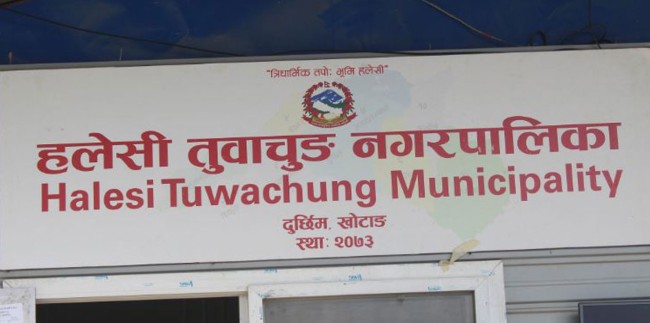 "त्रिधार्मिक तपोः भूमि हलेसी"
हलेसी तुवाचुङ नगरपालिका
Halesi Tuwachung Municipality
दुर्छिम, खोटाङ
स्थाः २०७३